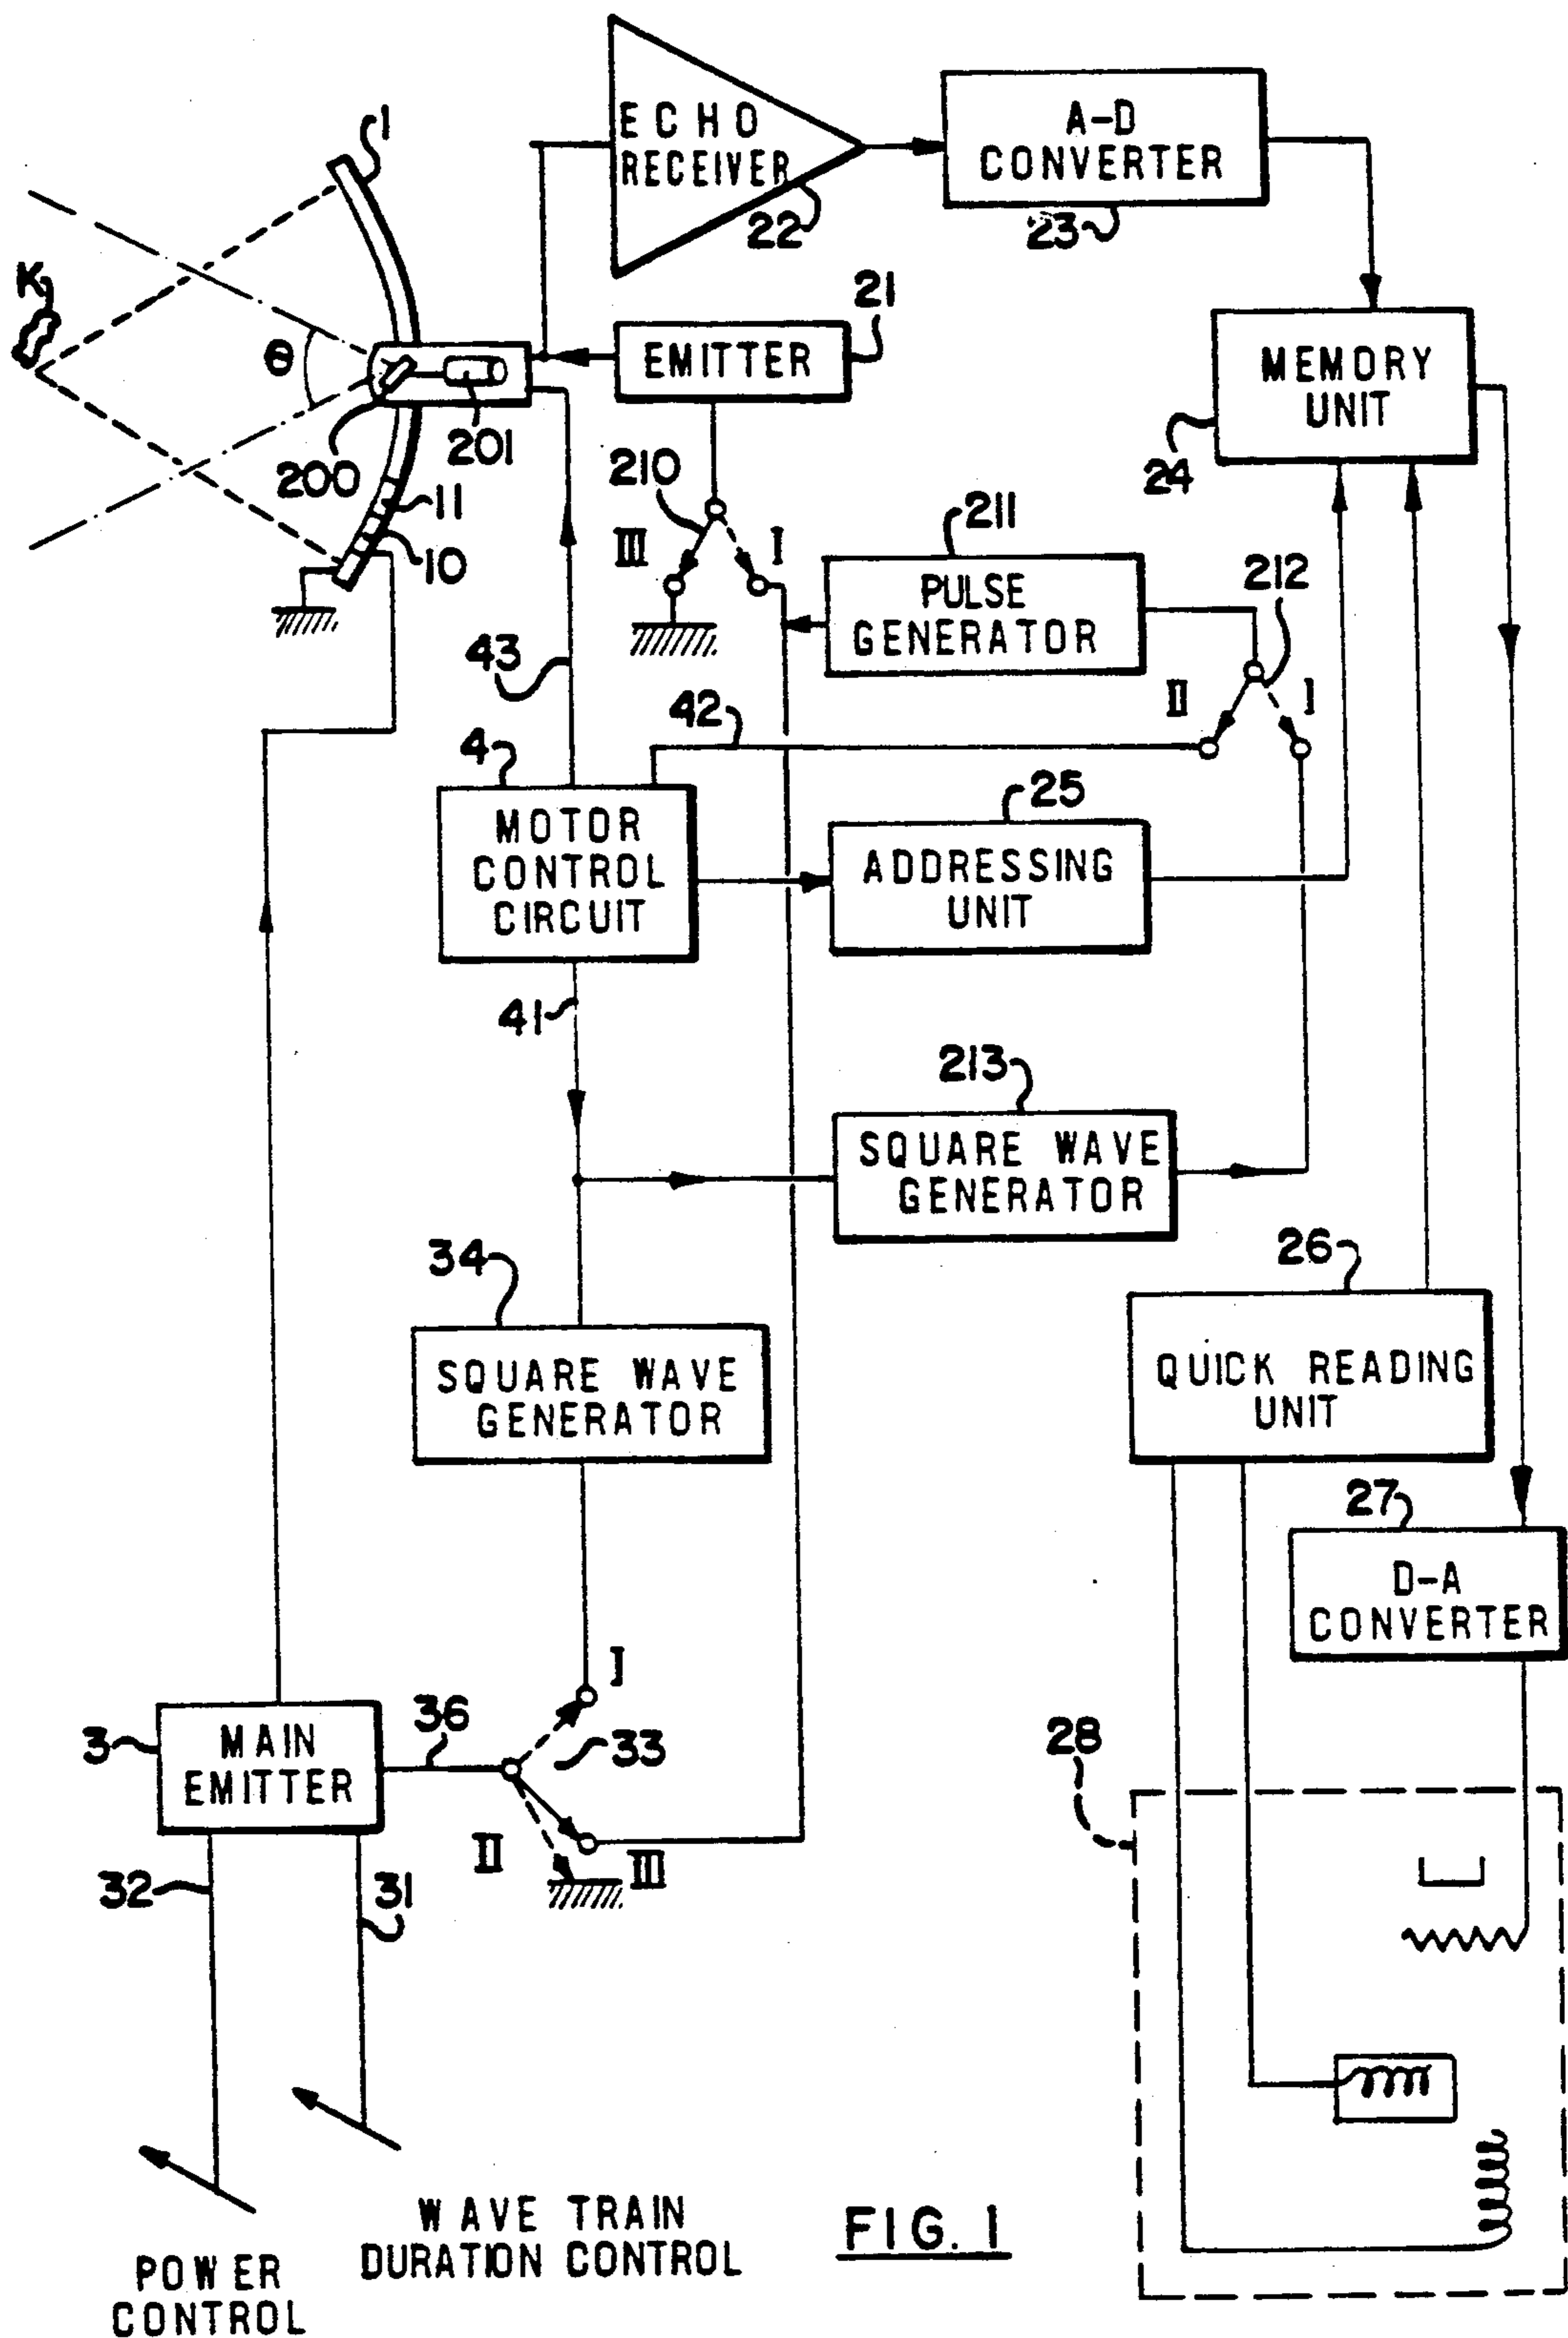 1
ECHO
RECEIVER
22
A-D
CONVERTER
23
K
θ
200
201
11
10
EMITTER
21
MEMORY
UNIT
24
210
III
I
211
PULSE
GENERATOR
212
II
I
43
42
4
MOTOR
CONTROL
CIRCUIT
25
ADDRESSING
UNIT
41
213
SQUARE WAVE
GENERATOR
34
SQUARE WAVE
GENERATOR
26
QUICK READING
UNIT
27
D-A
CONVERTER
I
3
MAIN
EMITTER
36
33
II
III
28
32
31
WAVE TRAIN
DURATION CONTROL
POWER
CONTROL
FIG. 1